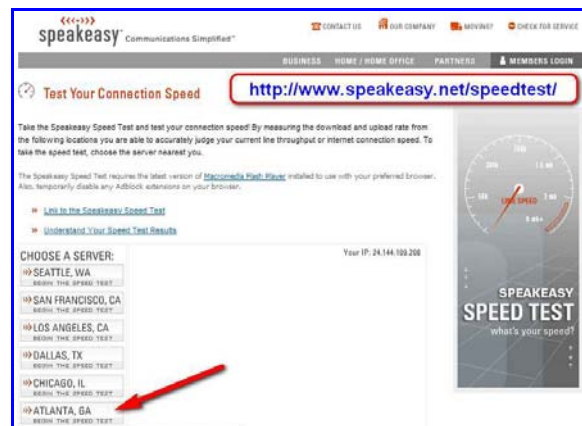 speakeasy Communications Simplified™
CONTACT US OUR COMPANY MOVING? CHECK FOR SERVICE
BUSINESS HOME / HOME OFFICE PARTNERS MEMBERS LOGIN
Test Your Connection Speed
http://www.speakeasy.net/speedtest/
Take the Speakeasy Speed Test and test your connection speed! By measuring the download and upload rate from
the following locations you are able to accurately judge your current line throughput or internet connection speed. To
take the speed test, choose the server nearest you.
The Speakeasy Speed Test requires the latest version of Macromedia Flash Player installed to use with your preferred browser.
Also, temporarily disable any Adblock extensions on your browser.
Link to the Speakeasy Speed Test
Understand Your Speed Test Results
CHOOSE A SERVER:
Your IP: 24.144.109.208
SEATTLE, WA
BEGIN THE SPEED TEST
SAN FRANCISCO, CA
BEGIN THE SPEED TEST
LOS ANGELES, CA
BEGIN THE SPEED TEST
DALLAS, TX
BEGIN THE SPEED TEST
CHICAGO, IL
BEGIN THE SPEED TEST
ATLANTA, GA
BEGIN THE SPEED TEST
LINE SPEED
SPEAKEASY
SPEED TEST
what's your speed?